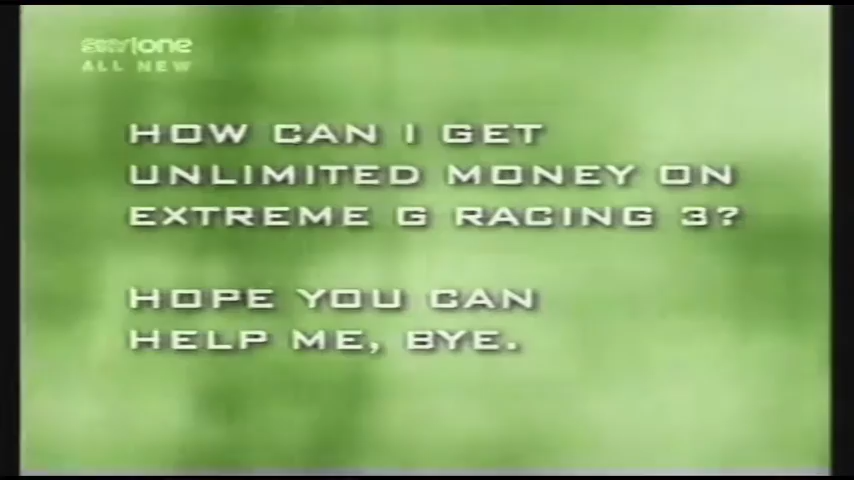 sky one
ALL NEW
HOW CAN I GET
UNLIMITED MONEY ON
EXTREME G RACING 3?
HOPE YOU CAN
HELP ME, BYE.